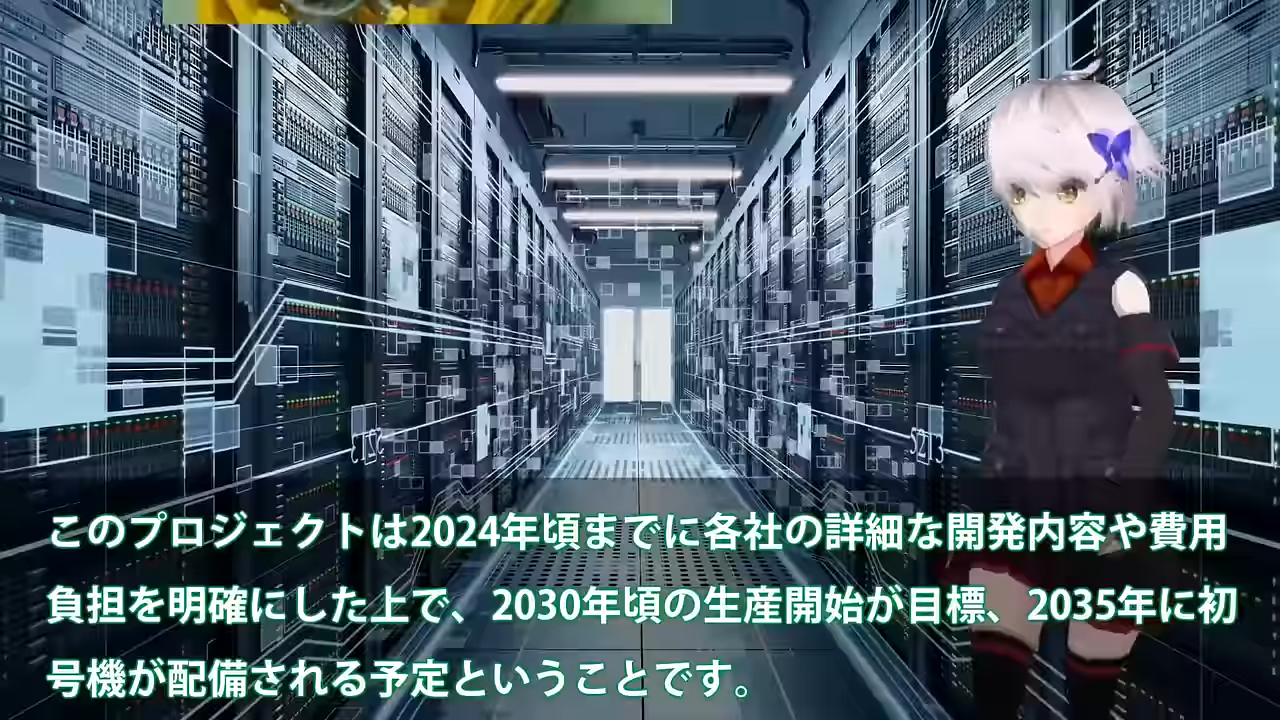 このプロジェクトは2024年頃までに各社の詳細な開発内容や費用
負担を明確にした上で、2030年頃の生産開始が目標、2035年に初
号機が配備される予定ということです。